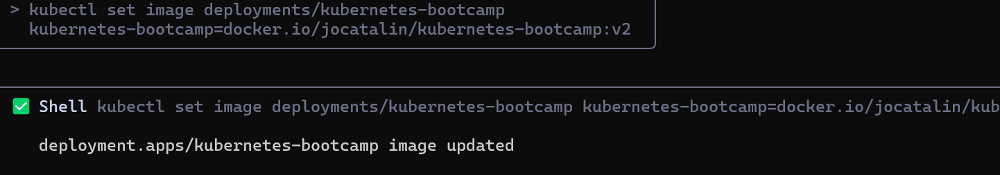 > kubectl set image deployments/kubernetes-bootcamp
kubernetes-bootcamp=docker.io/jocatalin/kubernetes-bootcamp:v2
✅ Shell kubectl set image deployments/kubernetes-bootcamp kubernetes-bootcamp=docker.io/jocatalin/kub
deployment.apps/kubernetes-bootcamp image updated